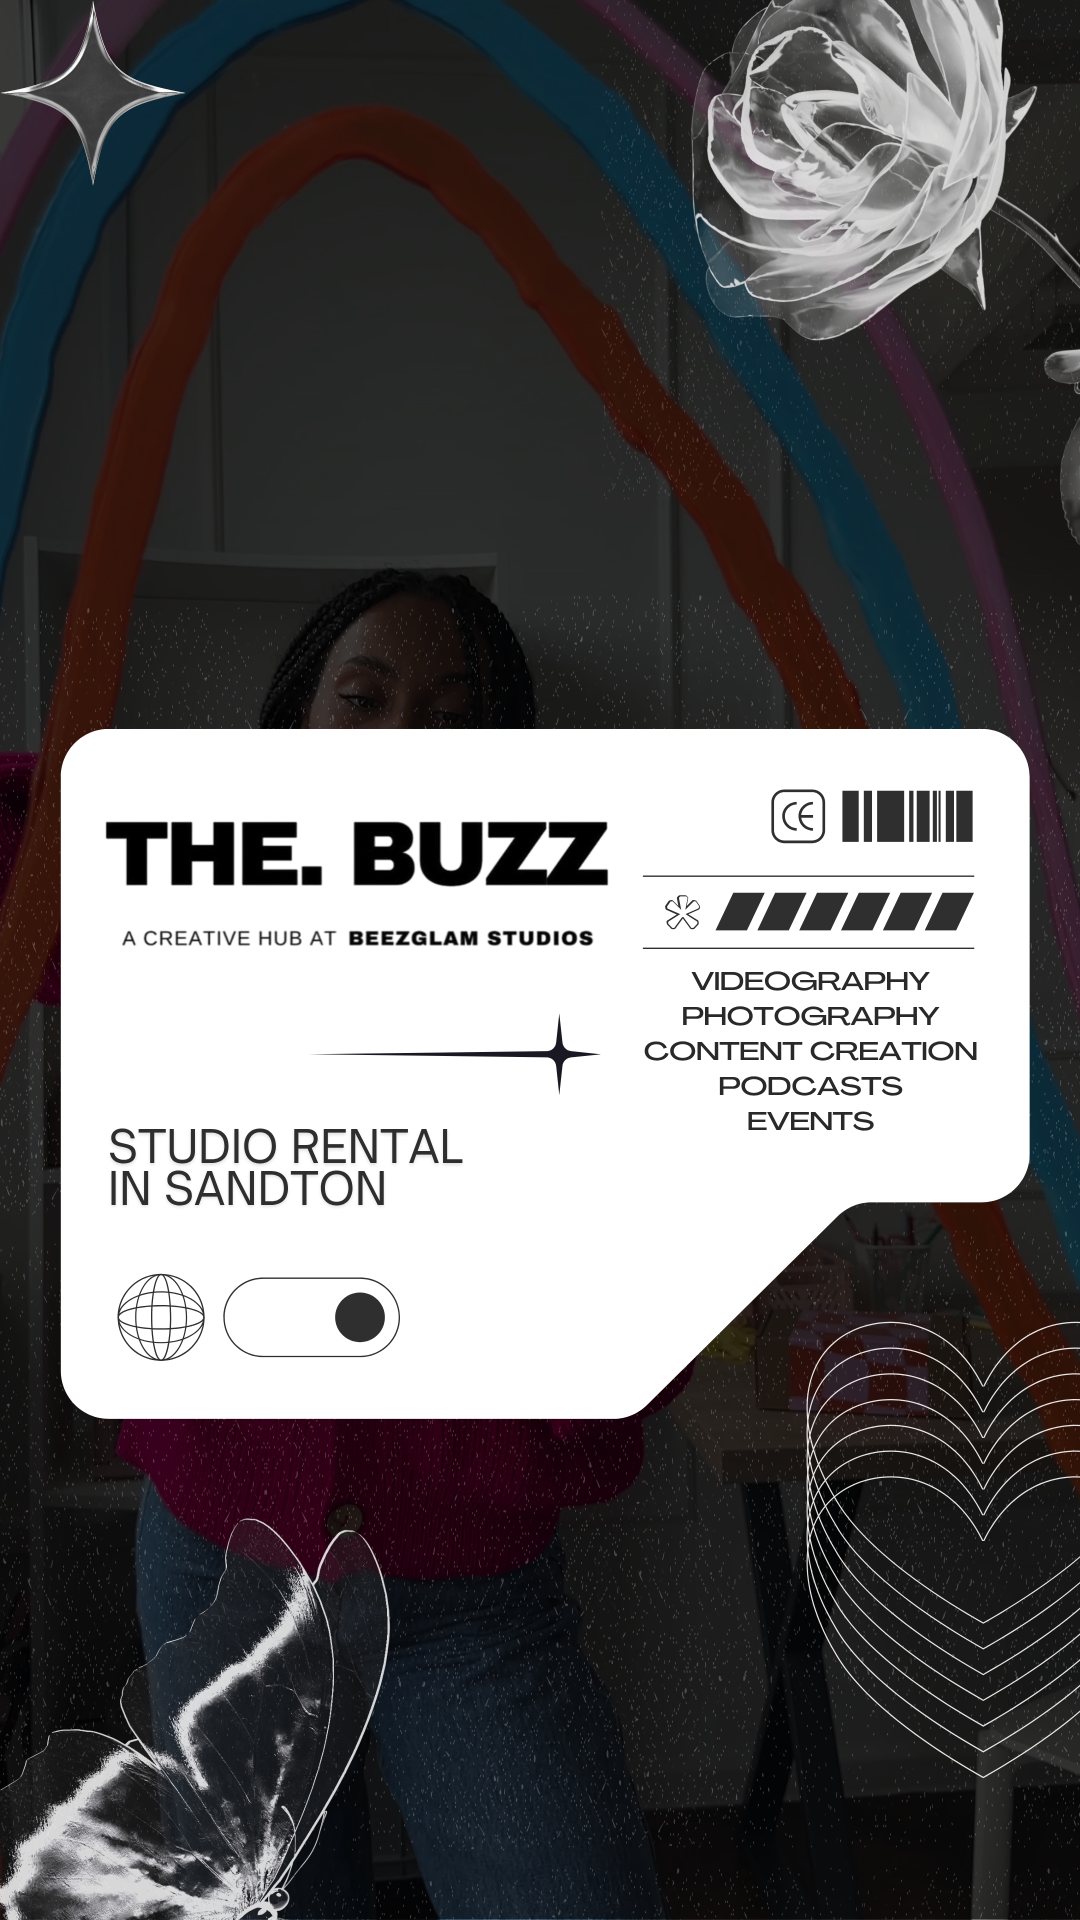 THE. BUZZ
A CREATIVE HUB AT BEEZGLAM STUDIOS
CE
VIDEOGRAPHY
PHOTOGRAPHY
CONTENT CREATION
PODCASTS
EVENTS
STUDIO RENTAL
IN SANDTON